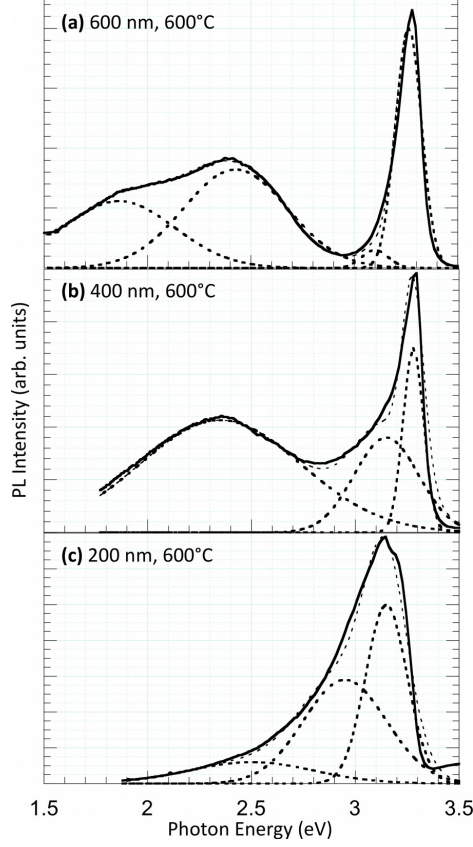 (a) 600 nm, 600°C
(b) 400 nm, 600°C
(c) 200 nm, 600°C
PL Intensity (arb. units)
1.5 2 2.5 3 3.5
Photon Energy (eV)